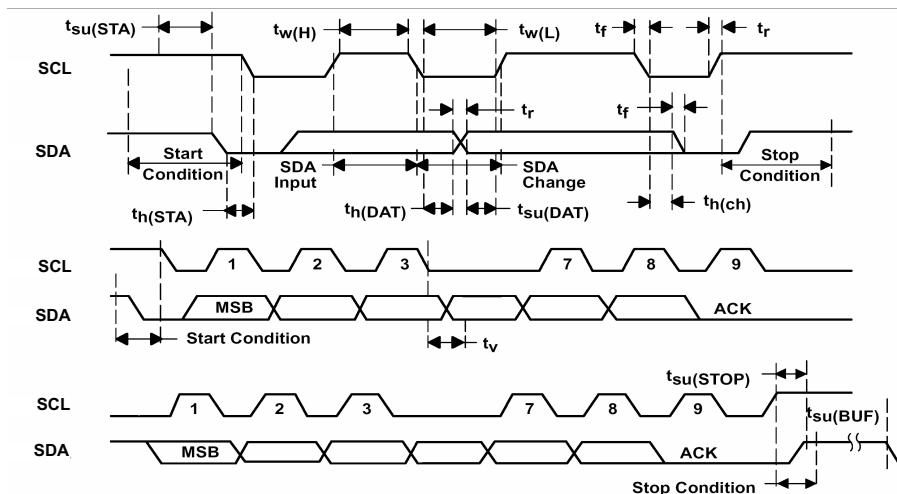 tsu(STA) tw(H) tw(L) tf tr
SCL
tr tf
SDA
Start Condition SDA Input SDA Change Stop Condition
th(STA) th(DAT) tsu(DAT) th(ch)
SCL 1 2 3 7 8 9
SDA MSB ACK
Start Condition tv
tsu(STOP)
SCL 1 2 3 7 8 9
tsu(BUF)
SDA MSB ACK
Stop Condition